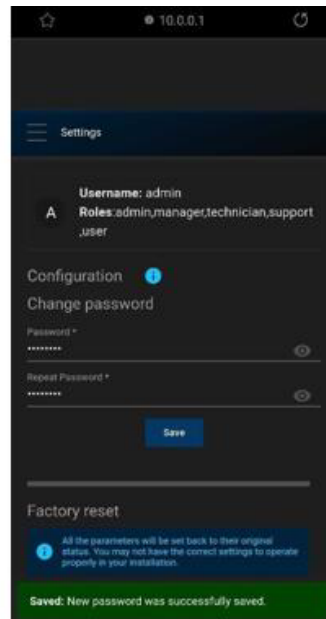 10.0.0.1
Settings
Username: admin
A
Roles:admin,manager,technician,support
,user
Configuration
Change password
Password *
••••••••
Repeat Password *
••••••••
Save
Factory reset
All the parameters will be set back to their original
status. You may not have the correct settings to operate
properly in your installation.
Saved: New password was successfully saved.